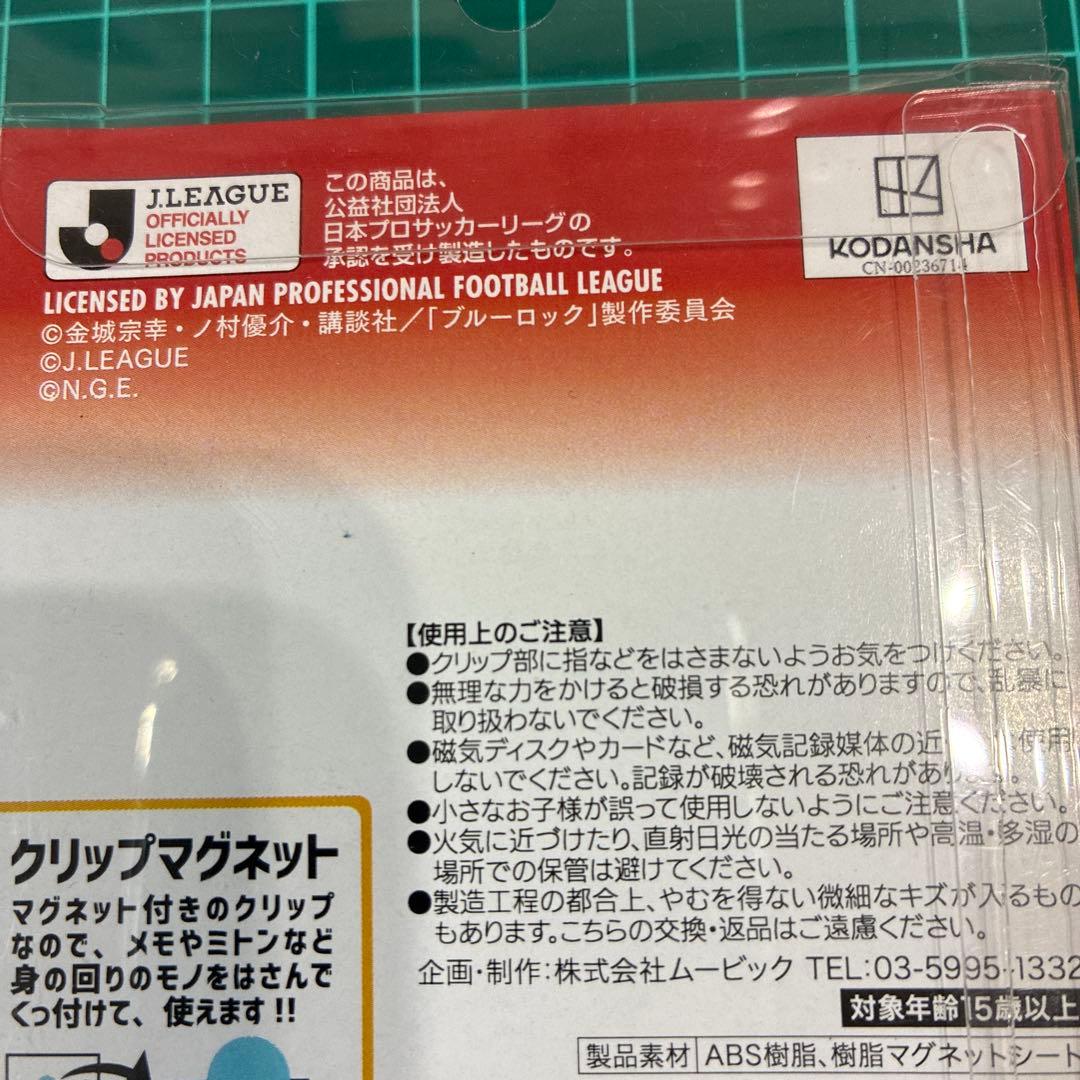 J.LEAGUE
OFFICIALLY
LICENSED
PRODUCTS
この商品は、
公益社団法人
日本プロサッカーリーグの
承認を受け製造したものです。
KODANSHA
CN-00236714
LICENSED BY JAPAN PROFESSIONAL FOOTBALL LEAGUE
©金城宗幸・ノ村優介・講談社/「ブルーロック」製作委員会
©J.LEAGUE
©N.G.E.
【使用上のご注意】
●クリップ部に指などをはさまないようお気をつけください。
●無理な力をかけると破損する恐れがありますので、乱暴に
取り扱わないでください。
●磁気ディスクやカードなど、磁気記録媒体の近 使用
しないでください。記録が破壊される恐れがあります。
●小さなお子様が誤って使用しないようにご注意ください。
●火気に近づけたり、直射日光の当たる場所や高温・多湿の
場所での保管は避けてください。
●製造工程の都合上、やむを得ない微細なキズが入るもの
もあります。こちらの交換・返品はご遠慮ください。
企画・制作:株式会社ムービック TEL:03-5995-1332
対象年齢15歳以上
製品素材 ABS樹脂、樹脂マグネットシート
クリップマグネット
マグネット付きのクリップ
なので、メモやミトンなど
身の回りのモノをはさんで
くっ付けて、使えます!!